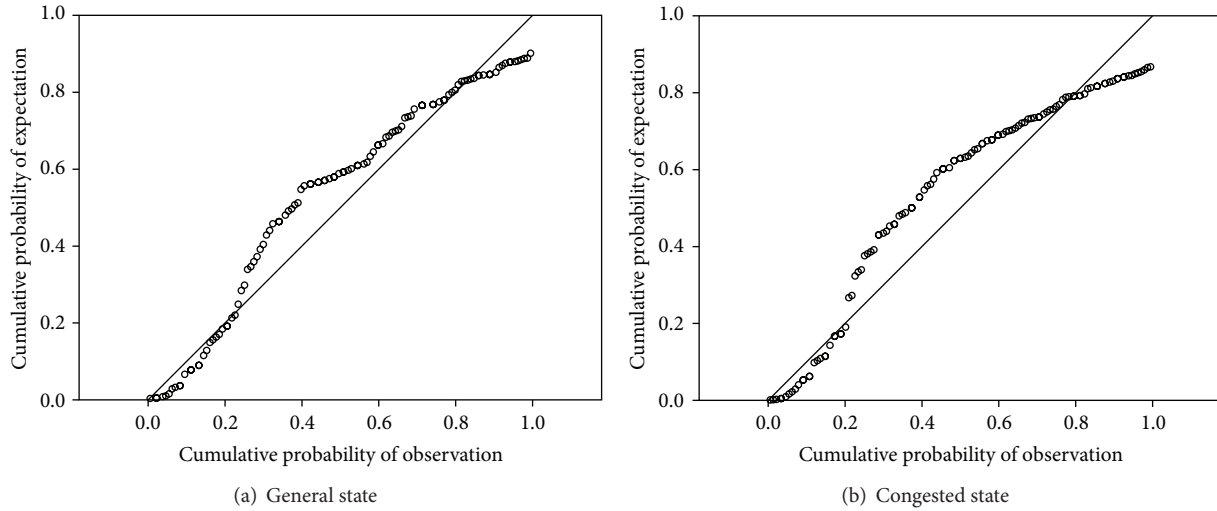 1.0
0.8
0.6
0.4
0.2
0.0
Cumulative probability of expectation
0.0 0.2 0.4 0.6 0.8 1.0
Cumulative probability of observation
(a) General state
1.0
0.8
0.6
0.4
0.2
0.0
Cumulative probability of expectation
0.0 0.2 0.4 0.6 0.8 1.0
Cumulative probability of observation
(b) Congested state